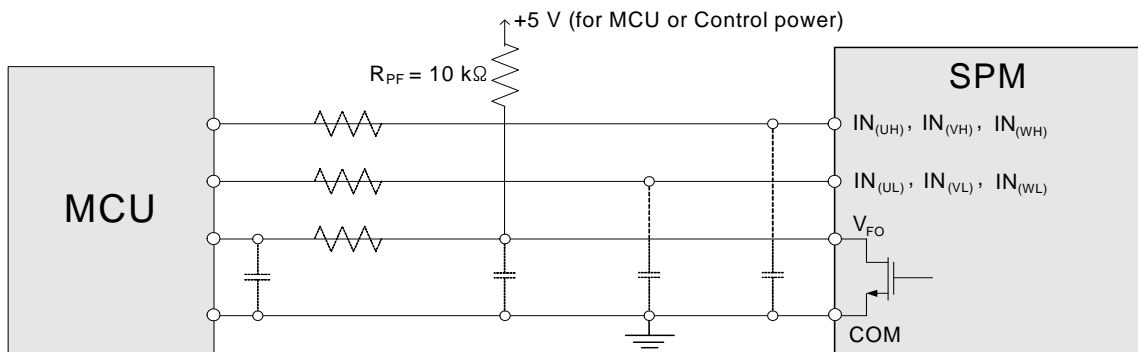 +5 V (for MCU or Control power)
R_PF = 10 kΩ
SPM
MCU
IN_(UH), IN_(VH), IN_(WH)
IN_(UL), IN_(VL), IN_(WL)
V_FO
COM